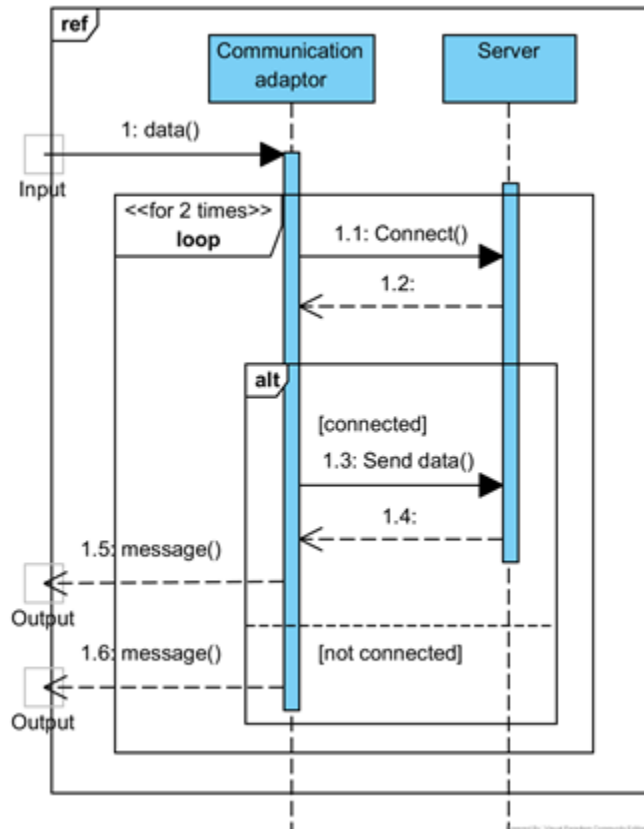 ref
Communication
adaptor
Server
1: data()
Input
<<for 2 times>>
loop
1.1: Connect()
1.2:
alt
[connected]
1.3: Send data()
1.4:
1.5: message()
Output
1.6: message()
[not connected]
Output